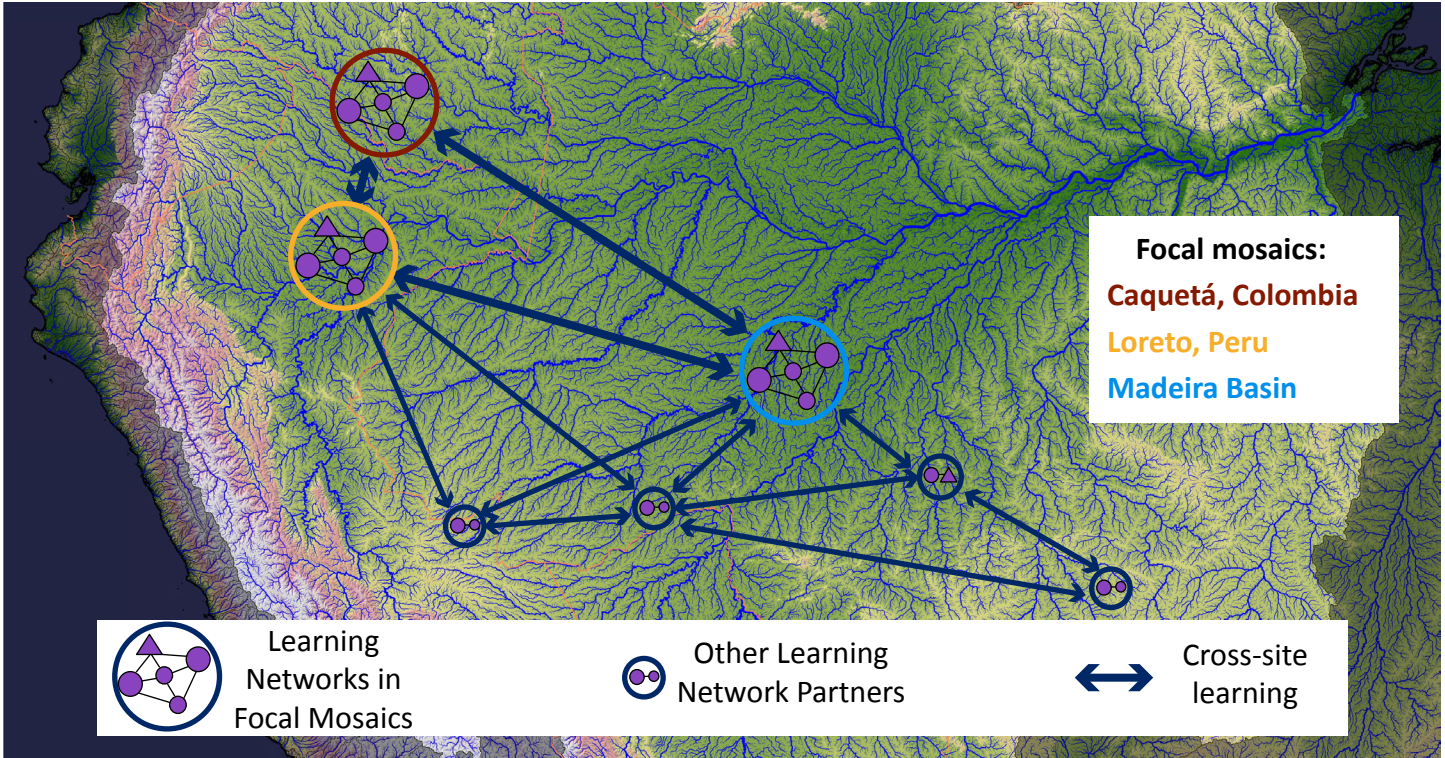 Focal mosaics:
Caquetá, Colombia
Loreto, Peru
Madeira Basin
Learning
Networks in
Focal Mosaics
Other Learning
Network Partners
Cross-site
learning